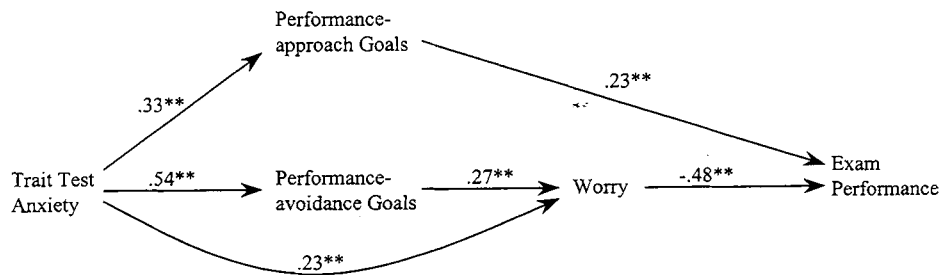 Performance-
approach Goals
.23**
.33**
Trait Test
Anxiety
.54**
Performance-
avoidance Goals
.27**
Worry
-.48**
Exam
Performance
.23**